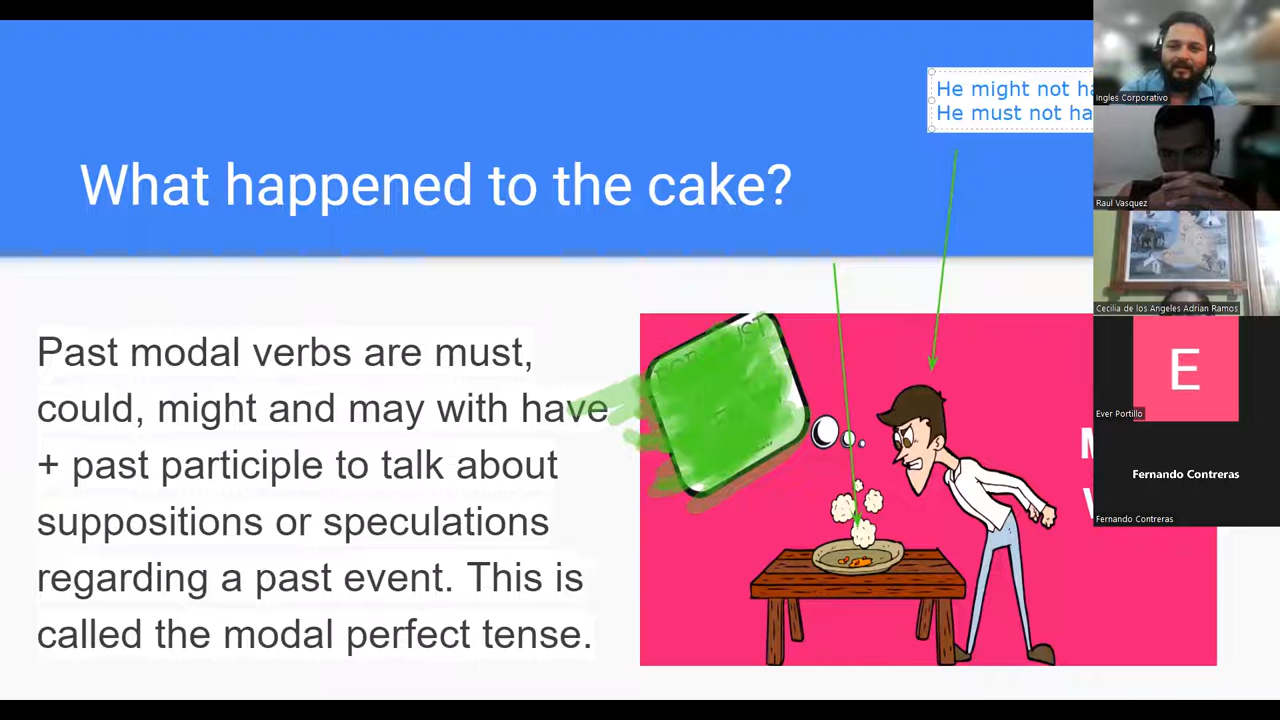 He might not ha
He must not ha
What happened to the cake?
Past modal verbs are must,
could, might and may with have
+ past participle to talk about
suppositions or speculations
regarding a past event. This is
called the modal perfect tense.
Ingles Corporativo
Raul Vasquez
Cecilia de los Angeles Adrian Ramos
E
Ever Portillo
Fernando Contreras
Fernando Contreras